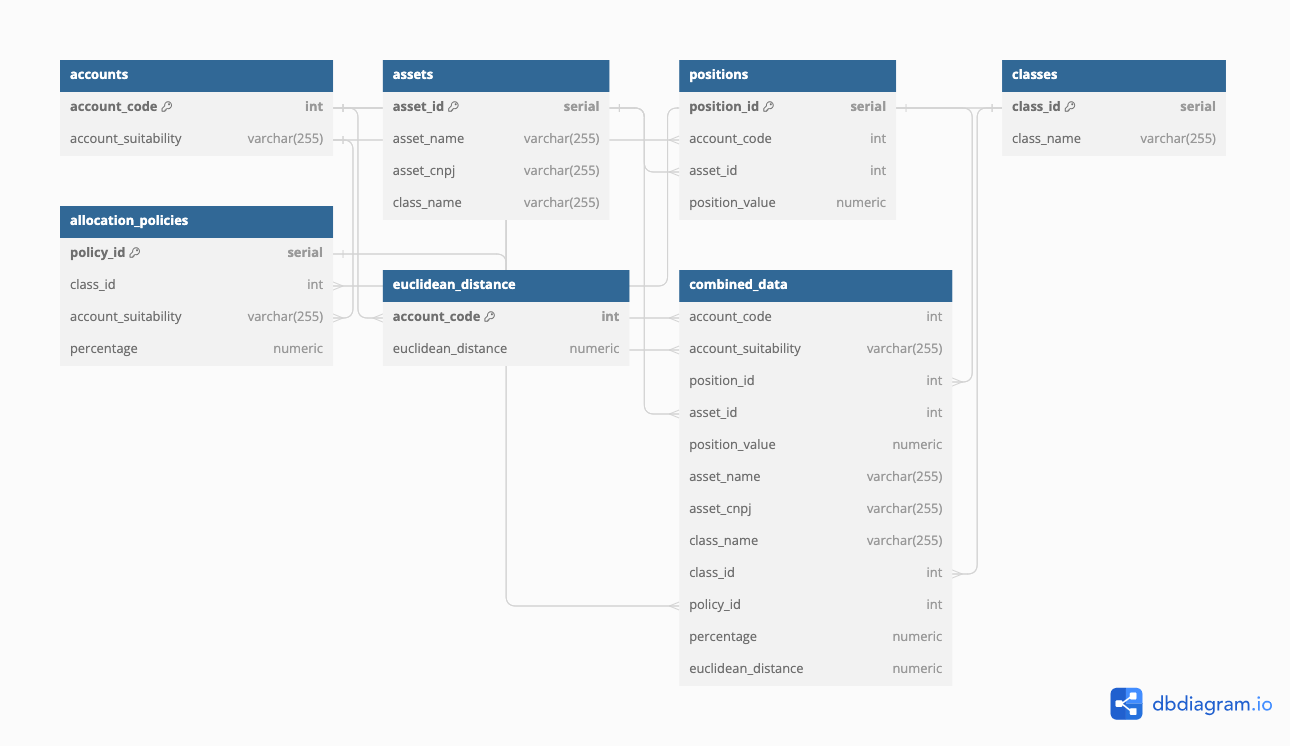 accounts
account_code int
account_suitability varchar(255)
assets
asset_id serial
asset_name varchar(255)
asset_cnpj varchar(255)
class_name varchar(255)
positions
position_id serial
account_code int
asset_id int
position_value numeric
classes
class_id serial
class_name varchar(255)
allocation_policies
policy_id serial
class_id int
account_suitability varchar(255)
percentage numeric
euclidean_distance
account_code int
euclidean_distance numeric
combined_data
account_code int
account_suitability varchar(255)
position_id int
asset_id int
position_value numeric
asset_name varchar(255)
asset_cnpj varchar(255)
class_name varchar(255)
class_id int
policy_id int
percentage numeric
euclidean_distance numeric
dbdiagram.io